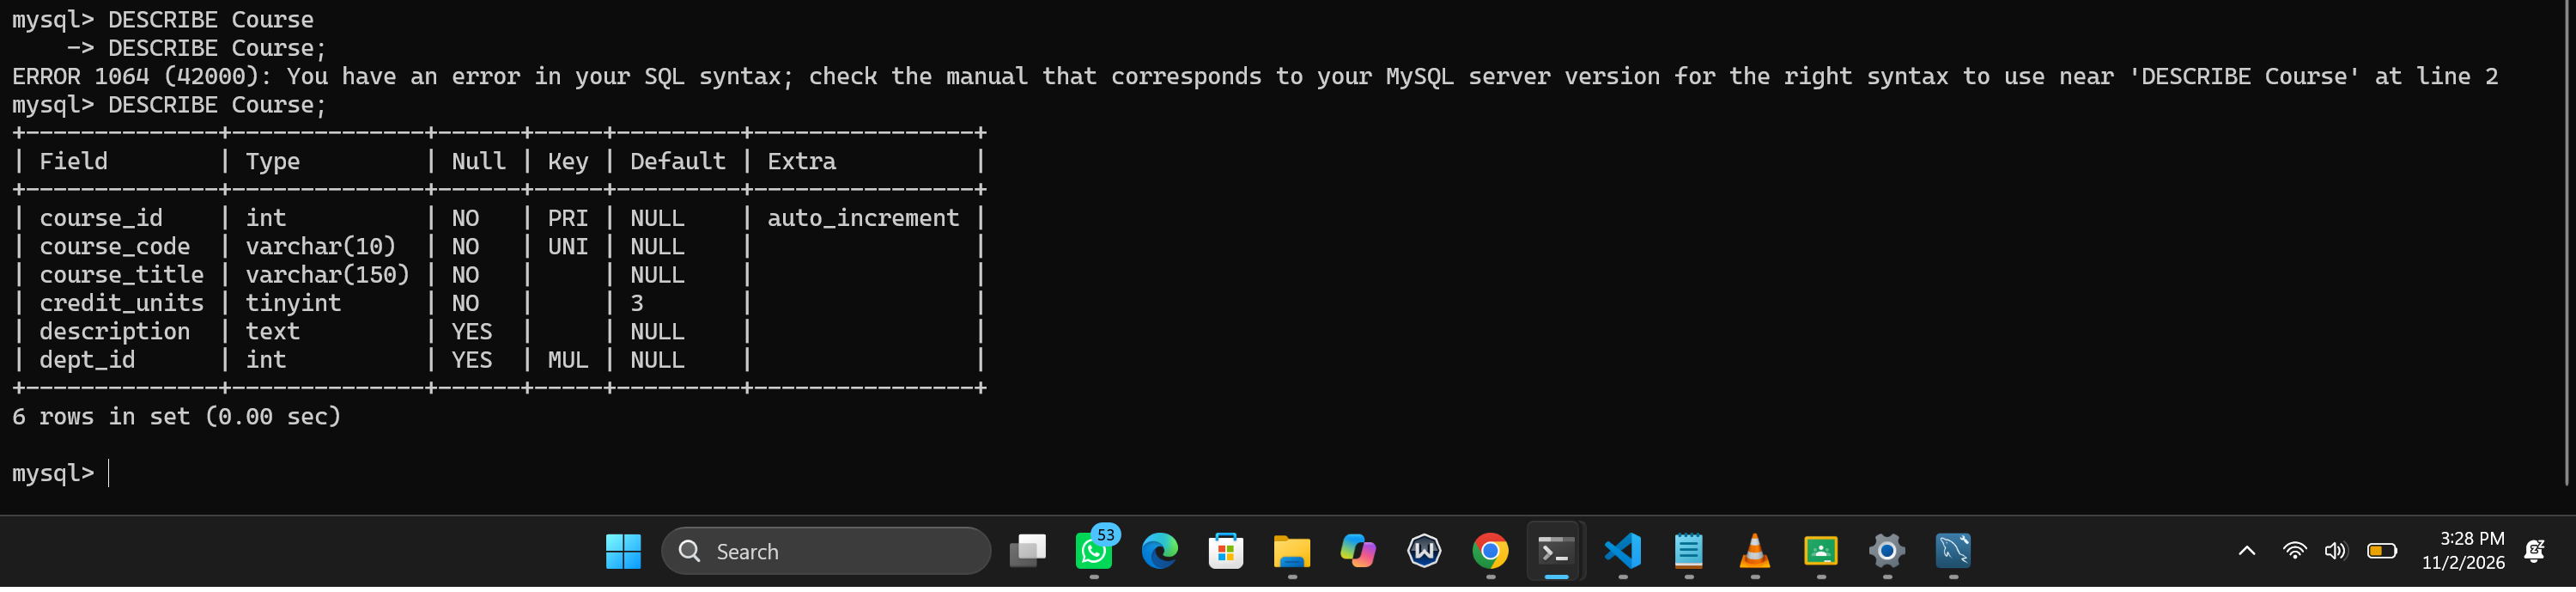 mysql> DESCRIBE Course
    -> DESCRIBE Course;
ERROR 1064 (42000): You have an error in your SQL syntax; check the manual that corresponds to your MySQL server version for the right syntax to use near 'DESCRIBE Course' at line 2
mysql> DESCRIBE Course;
+--------------+--------------+------+-----+---------+----------------+
| Field        | Type         | Null | Key | Default | Extra          |
+--------------+--------------+------+-----+---------+----------------+
| course_id    | int          | NO   | PRI | NULL    | auto_increment |
| course_code  | varchar(10)  | NO   | UNI | NULL    |                |
| course_title | varchar(150) | NO   |     | NULL    |                |
| credit_units | tinyint      | NO   |     | 3       |                |
| description  | text         | YES  |     | NULL    |                |
| dept_id      | int          | YES  | MUL | NULL    |                |
+--------------+--------------+------+-----+---------+----------------+
6 rows in set (0.00 sec)
mysql>
Search
53
W
3:28 PM
11/2/2026